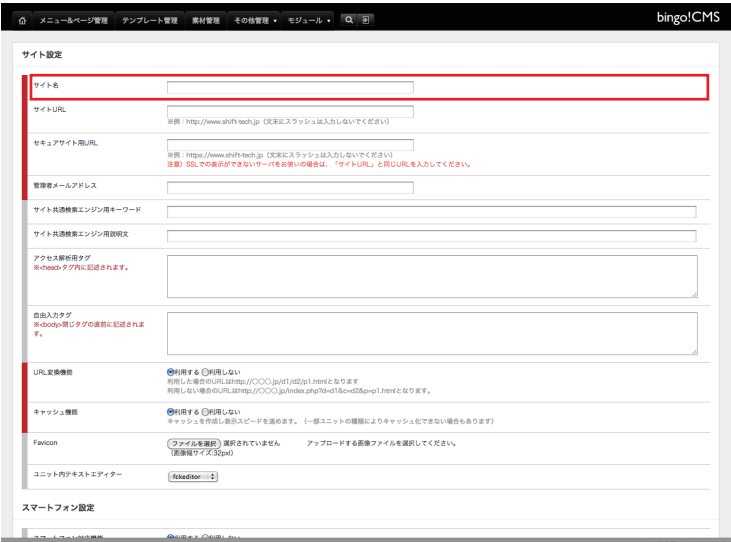 メニュー&ページ管理 テンプレート管理 素材管理 その他管理 モジュール bingo!CMS
サイト設定
サイト名
サイトURL
※例：http://www.shift-tech.jp（文末にスラッシュは入力しないでください）
セキュアサイト用URL
※例：https://www.shift-tech.jp（文末にスラッシュは入力しないでください）
注意）SSLでの表示ができないサーバをお使いの場合は、「サイトURL」と同じURLを入力してください。
管理者メールアドレス
サイト共通検索エンジン用キーワード
サイト共通検索エンジン用説明文
アクセス解析用タグ
※<head>タグ内に記述されます。
自由入力タグ
※<body>閉じタグの直前に記述されま
す。
URL変換機能 利用する 利用しない
利用した場合のURLはhttp://○○○.jp/d1/d2/p1.htmlとなります
利用しない場合のURLはhttp://○○○.jp/index.php?d=d1&c=d2&p=p1.htmlとなります。
キャッシュ機能 利用する 利用しない
キャッシュを作成し表示スピードを速めます。（一部ユニットの種類によりキャッシュ化できない場合もあります）
Favicon ファイルを選択 選択されていません アップロードする画像ファイルを選択してください。
（画像幅サイズ:32px）
ユニット内テキストエディター fckeditor
スマートフォン設定
スマートフォン対応機能 利用する 利用しない